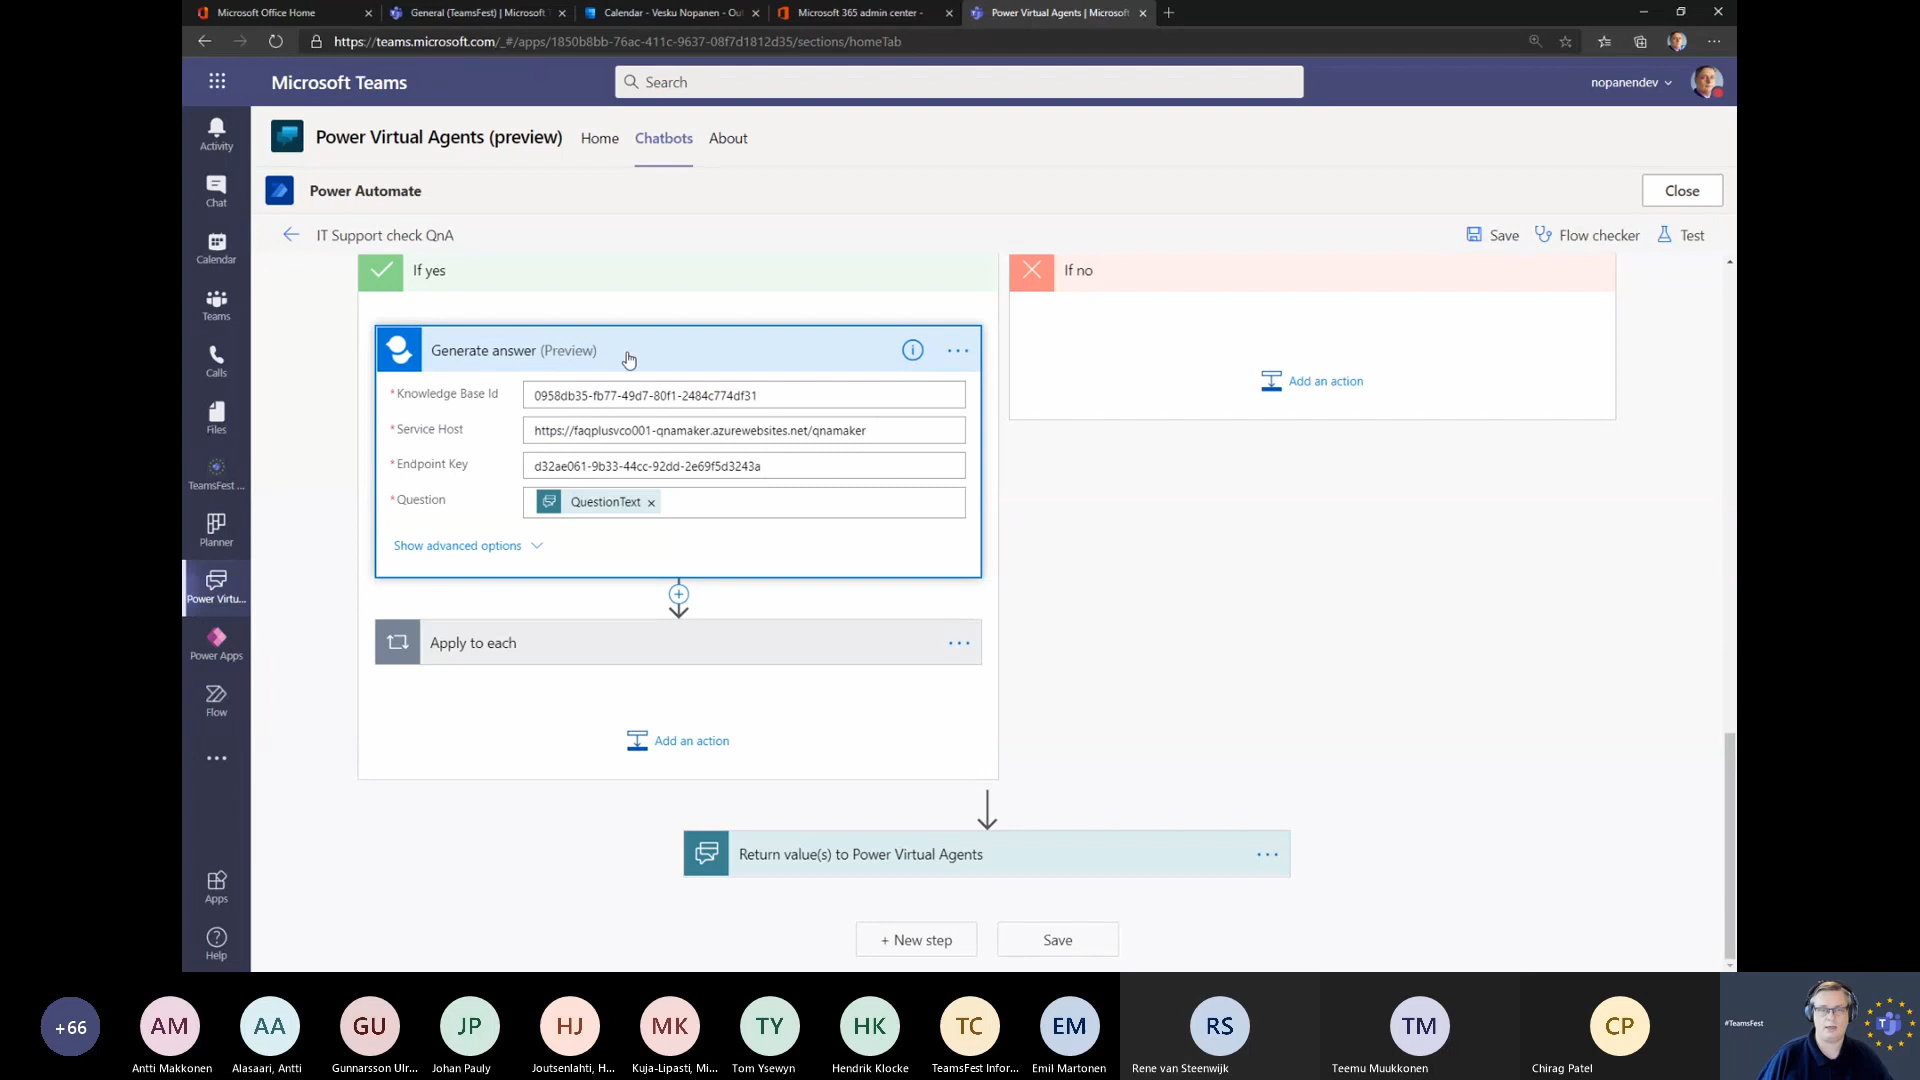 Microsoft Office Home
General (TeamsFest) | Microsoft
Calendar - Vesku Nopanen - Ou
Microsoft 365 admin center -
Power Virtual Agents | Microsoft
https://teams.microsoft.com/_#/apps/1850b8bb-76ac-411c-9637-08f7d1812d35/sections/homeTab
Microsoft Teams
Search
nopanendev
Activity
Chat
Calendar
Teams
Calls
Files
TeamsFest ...
Planner
Power Virtu...
Power Apps
Flow
Apps
Help
Power Virtual Agents (preview)
Home
Chatbots
About
Power Automate
Close
IT Support check QnA
Save
Flow checker
Test
If yes
If no
Generate answer (Preview)
* Knowledge Base Id
0958db35-fb77-49d7-80f1-2484c774df31
* Service Host
https://faqplusvco001-qnamaker.azurewebsites.net/qnamaker
* Endpoint Key
d32ae061-9b33-44cc-92dd-2e69f5d3243a
* Question
QuestionText
Show advanced options
Add an action
Apply to each
Add an action
Return value(s) to Power Virtual Agents
+ New step
Save
+66
AM
AA
GU
JP
HJ
MK
TY
HK
TC
EM
RS
TM
CP
Antti Makkonen
Alasaari, Antti
Gunnarsson Ulr...
Johan Pauly
Joutsenlahti, H...
Kuja-Lipasti, Mi...
Tom Ysewyn
Hendrik Klocke
TeamsFest Infor...
Emil Martonen
Rene van Steenwijk
Teemu Muukkonen
Chirag Patel
#TeamsFest